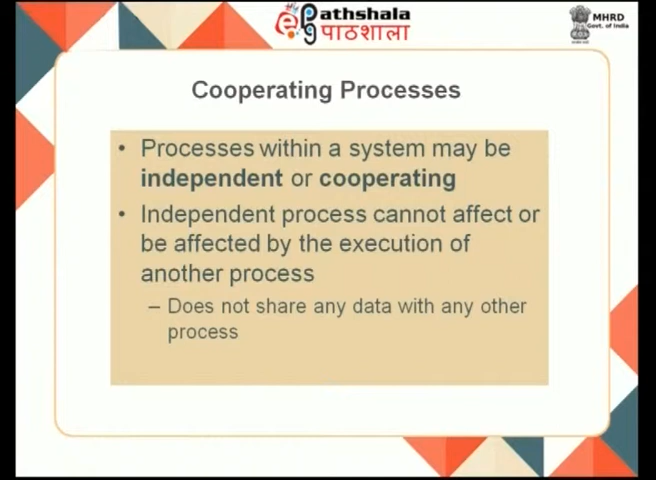 ePathshala
पाठशाला
MHRD
Govt. of India
Cooperating Processes
• Processes within a system may be
independent or cooperating
• Independent process cannot affect or
be affected by the execution of
another process
– Does not share any data with any other
process